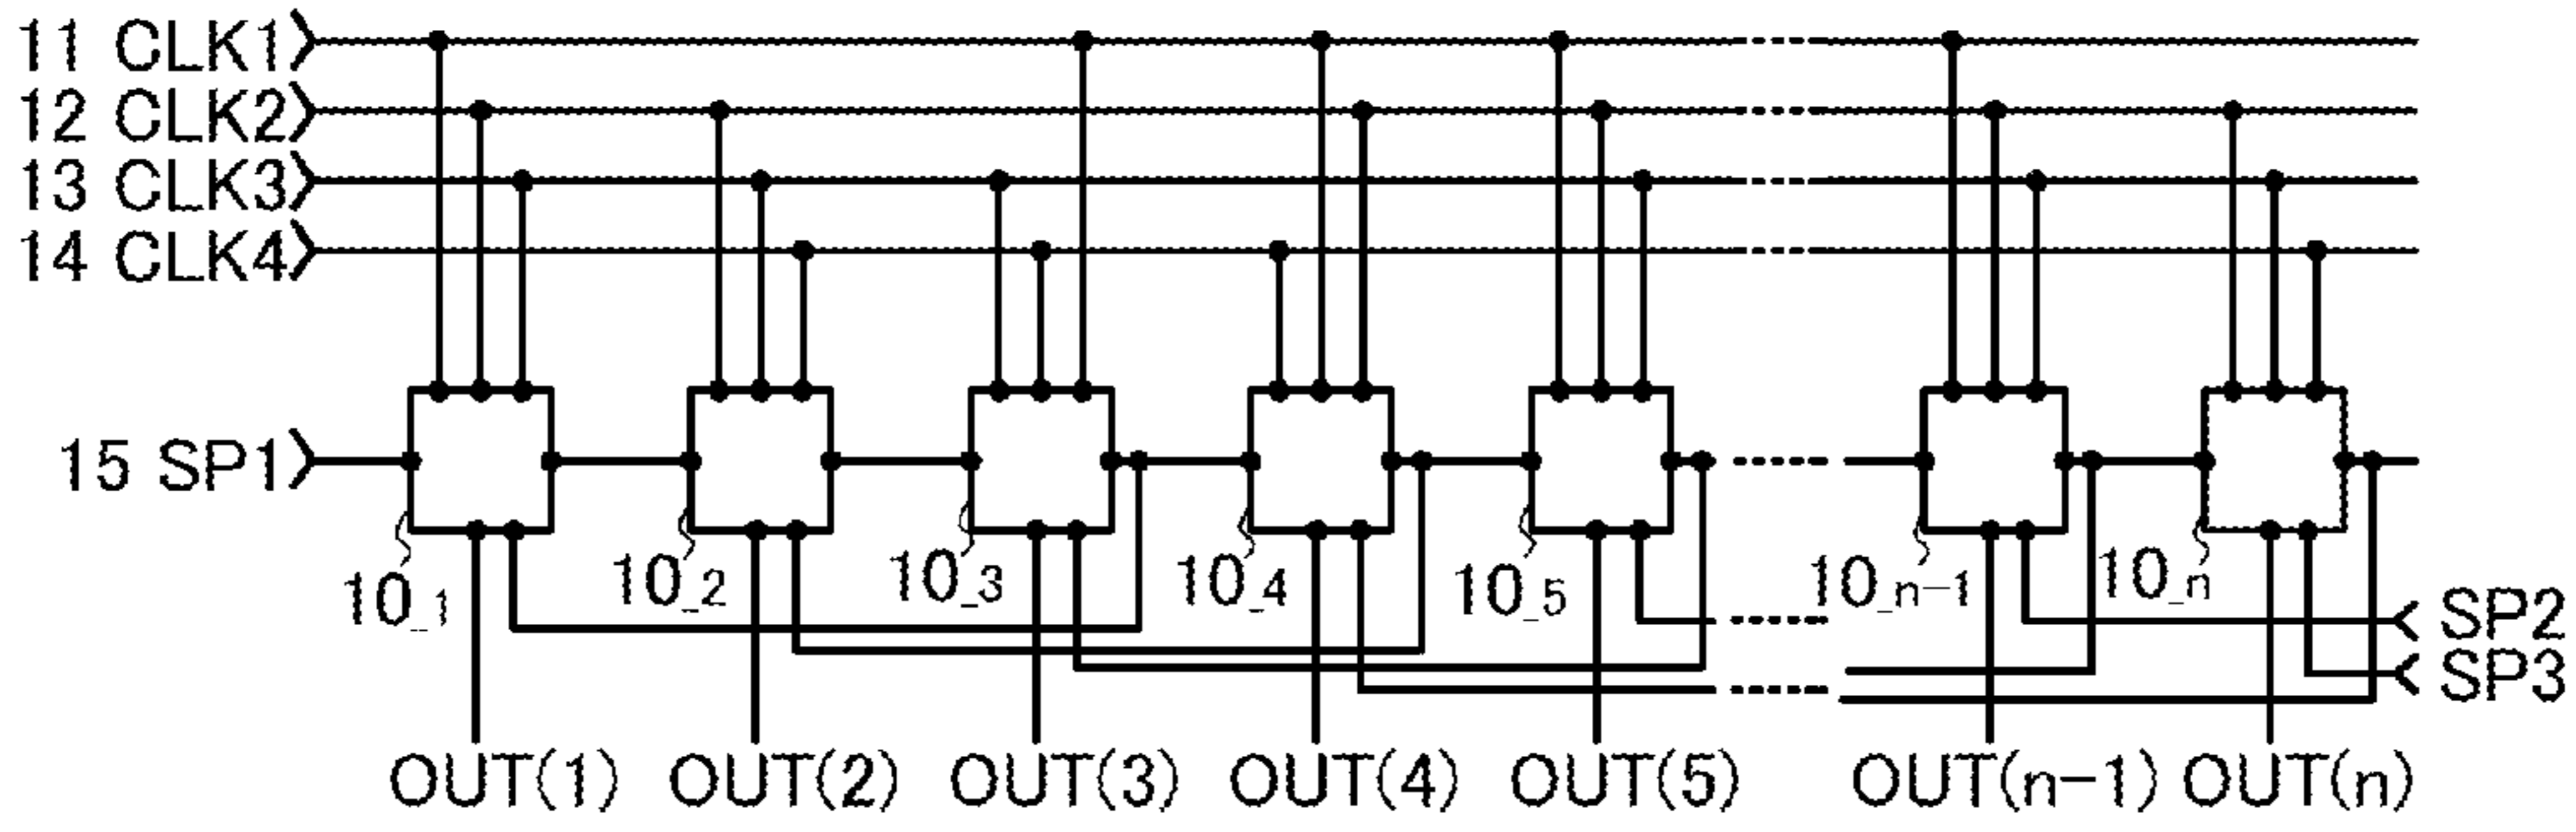 11 CLK1
12 CLK2
13 CLK3
14 CLK4
15 SP1
10_1 10_2 10_3 10_4 10_5 10_n-1 10_n
SP2
SP3
OUT(1) OUT(2) OUT(3) OUT(4) OUT(5) OUT(n-1) OUT(n)